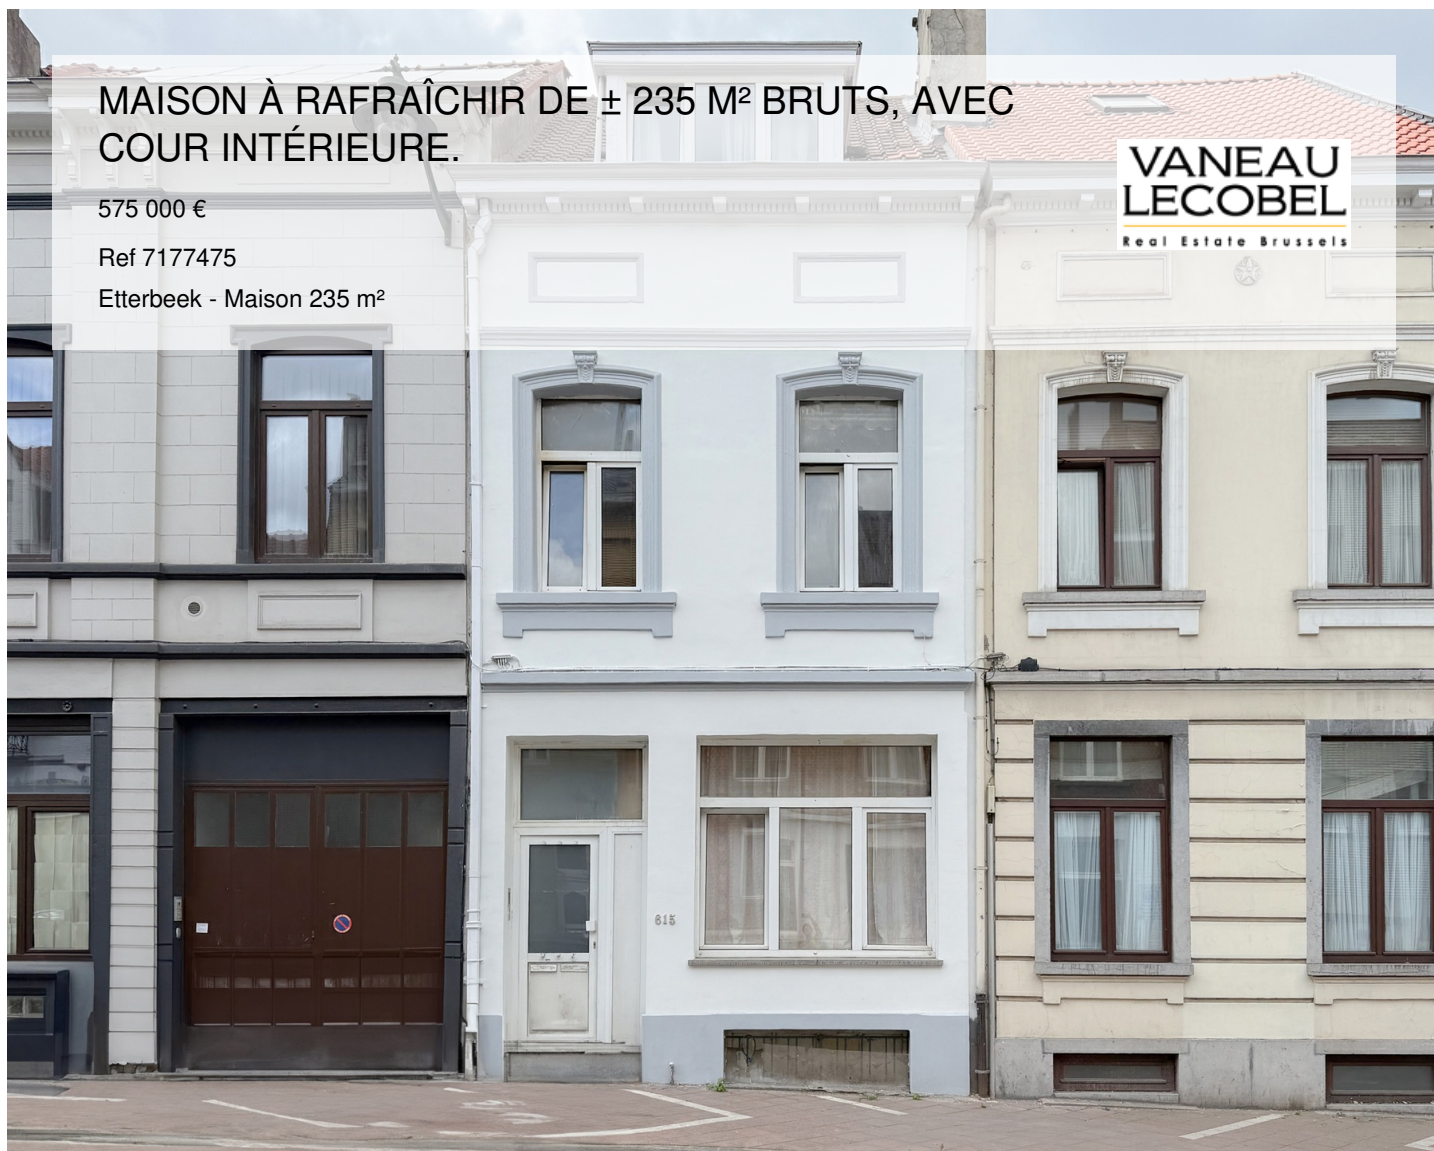 MAISON À RAFRAÎCHIR DE ± 235 M² BRUTS, AVEC
COUR INTÉRIEURE.
575 000 €
Ref 7177475
Etterbeek - Maison 235 m²
VANEAU
LECOBEL
Real Estate Brussels
615